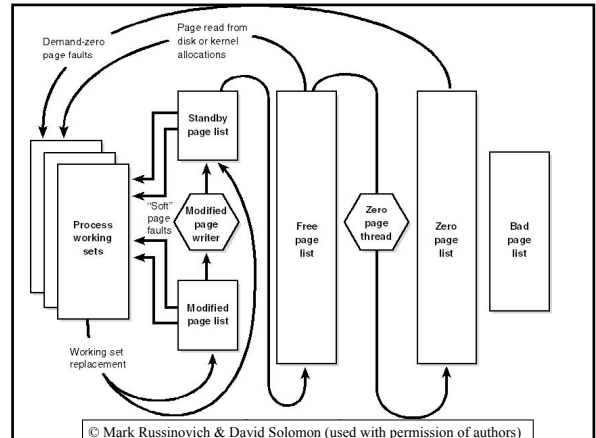 Demand-zero
page faults
Page read from
disk or kernel
allocations
Standby
page list
"Soft"
page
faults
Modified
page
writer
Process
working
sets
Modified
page list
Working set
replacement
Free
page
list
Zero
page
thread
Zero
page
list
Bad
page
list
© Mark Russinovich & David Solomon (used with permission of authors)